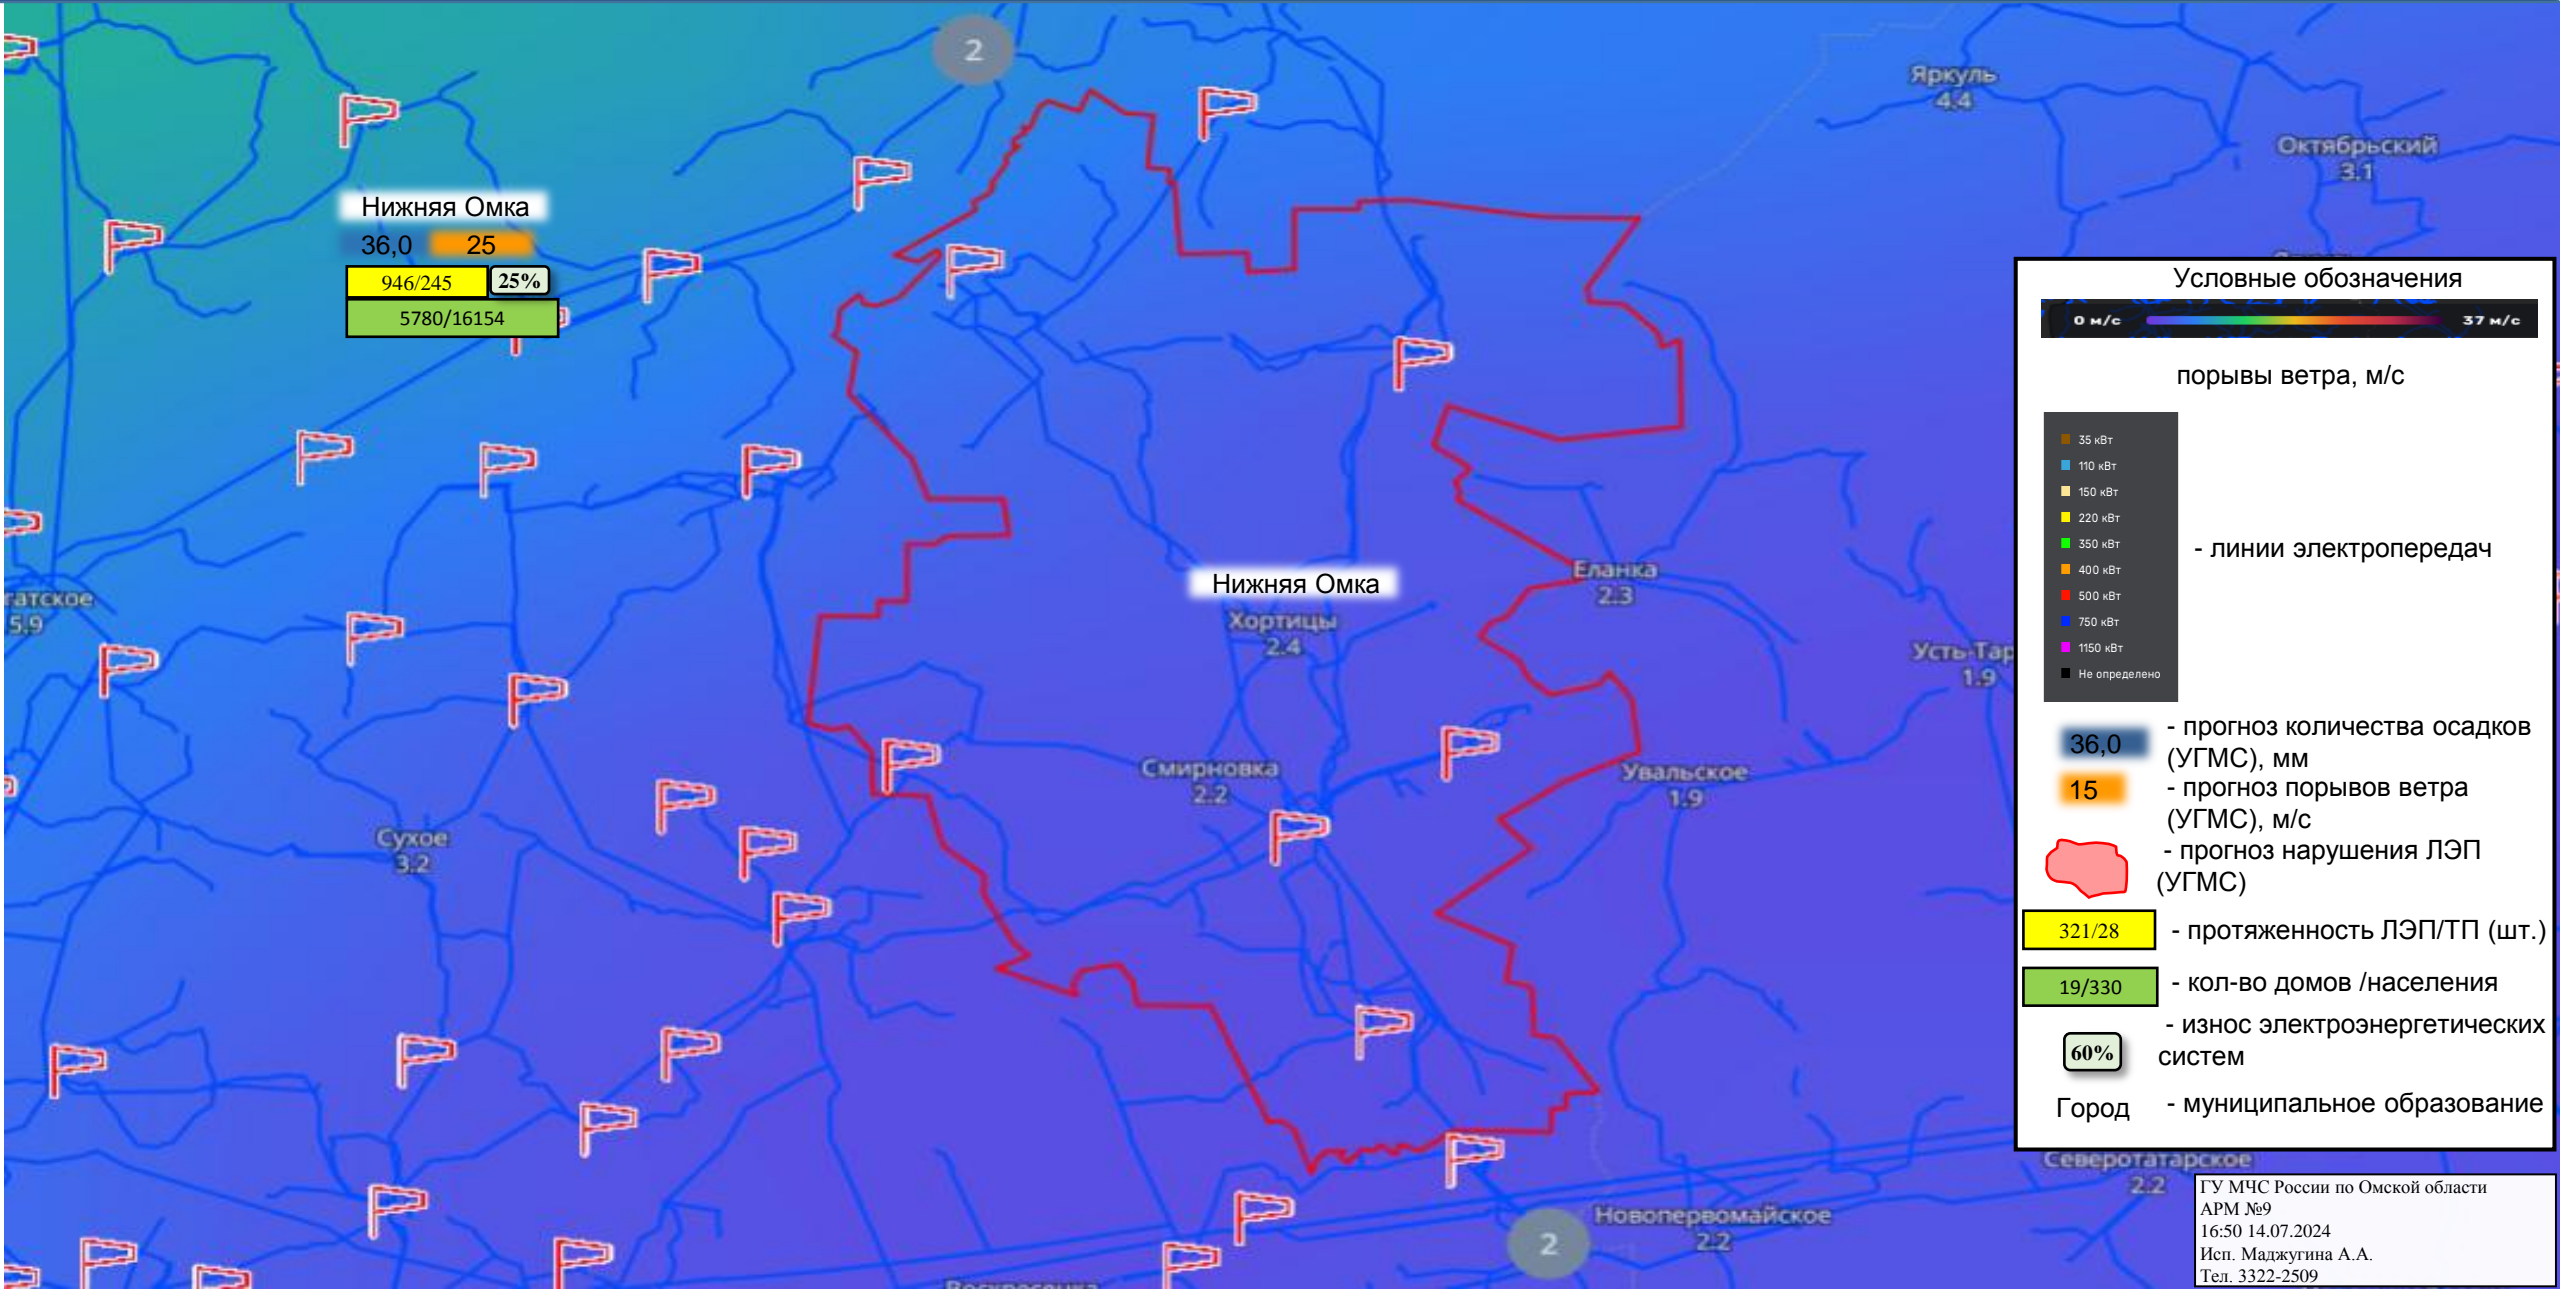 2
Яркуль
4.4
Октябрьский
3.1
Нижняя Омка
36,0 25
946/245 25%
5780/16154
Условные обозначения
0 м/с 37 м/с
порывы ветра, м/с
35 кВт
110 кВт
150 кВт
220 кВт
350 кВт
400 кВт
500 кВт
750 кВт
1150 кВт
Не определено
- линии электропередач
36,0 - прогноз количества осадков
(УГМС), мм
15 - прогноз порывов ветра
(УГМС), м/с
- прогноз нарушения ЛЭП
(УГМС)
321/28 - протяженность ЛЭП/ТП (шт.)
19/330 - кол-во домов /населения
60% - износ электроэнергетических
систем
Город - муниципальное образование
гатское
5.9
Нижняя Омка
Хортицы
2.4
Еланка
2.3
Усть-Тар
1.9
Смирновка
2.2
Увальское
1.9
Сухое
3.2
Северотатарское
2.2
Новопервомайское
2.2
2
ГУ МЧС России по Омской области
АРМ №9
16:50 14.07.2024
Исп. Маджугина А.А.
Тел. 3322-2509